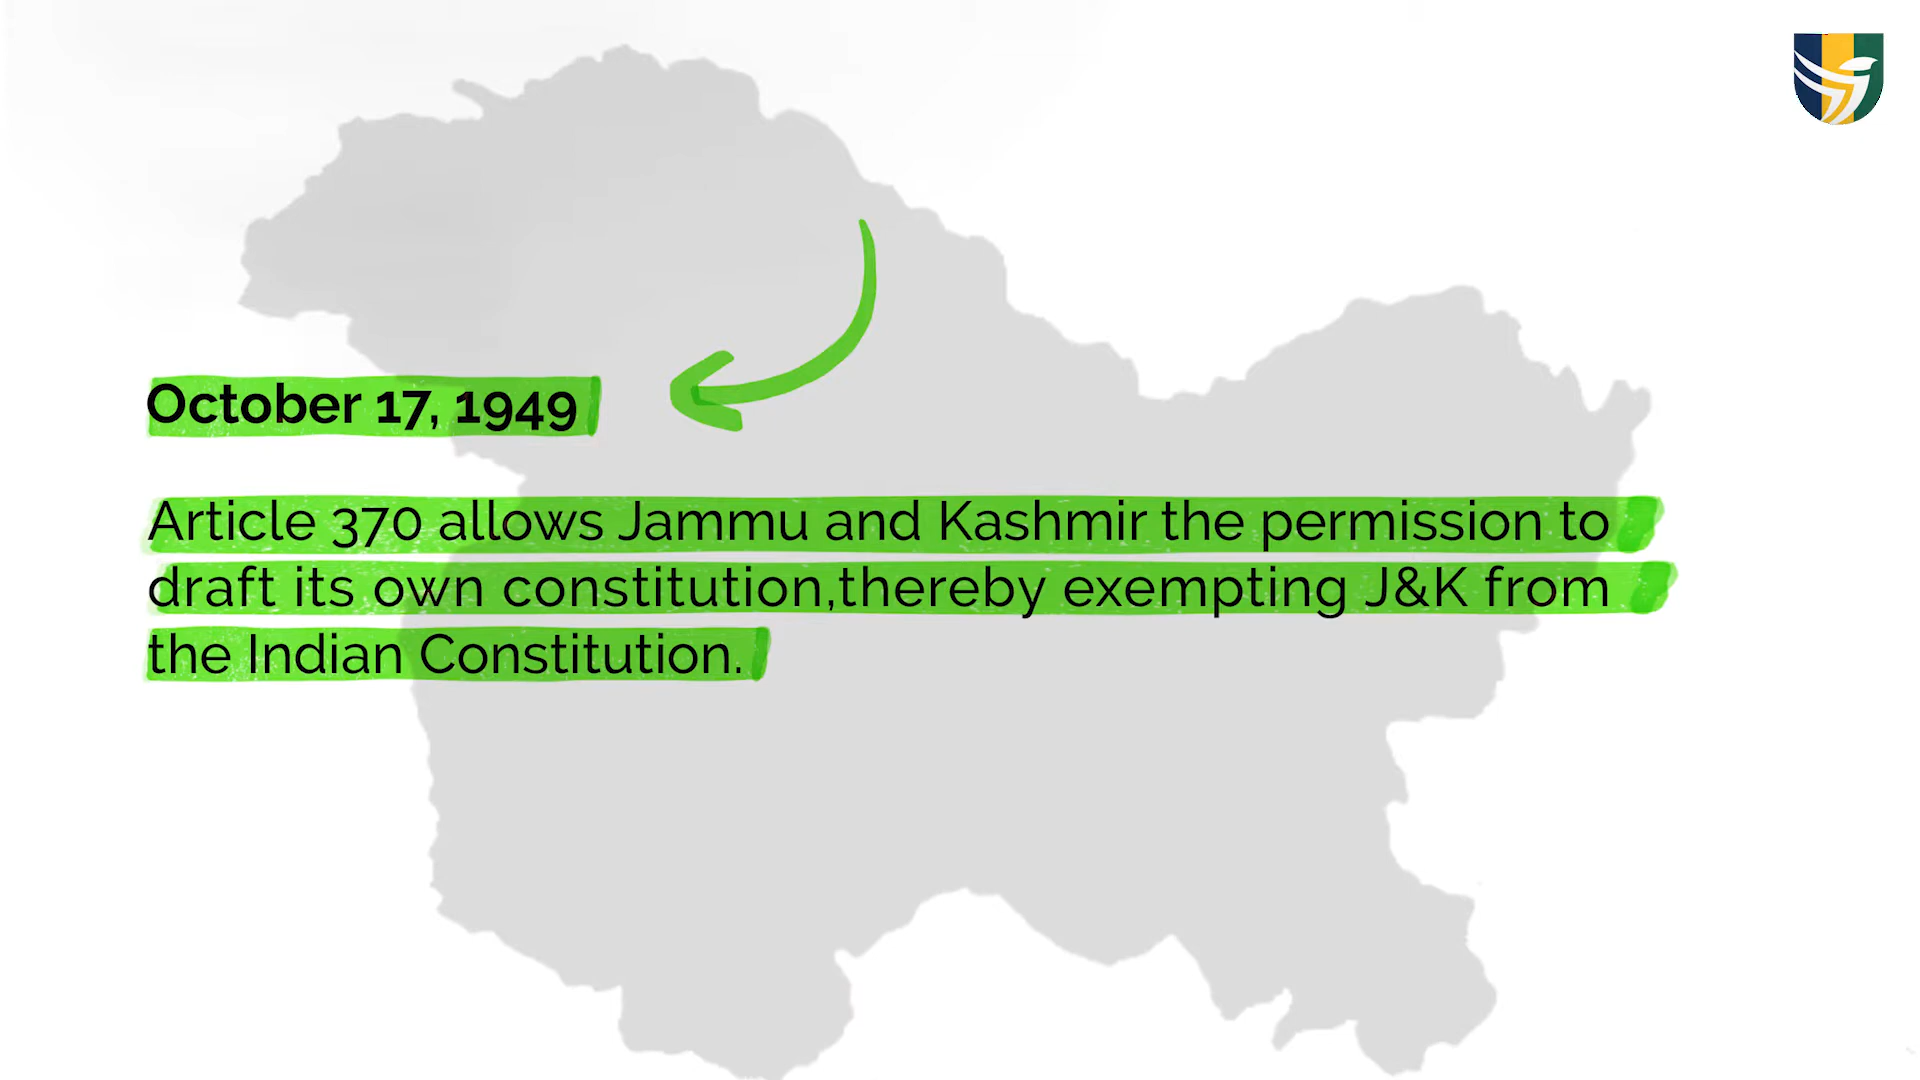 October 17, 1949
Article 370 allows Jammu and Kashmir the permission to
draft its own constitution,thereby exempting J&K from
the Indian Constitution.